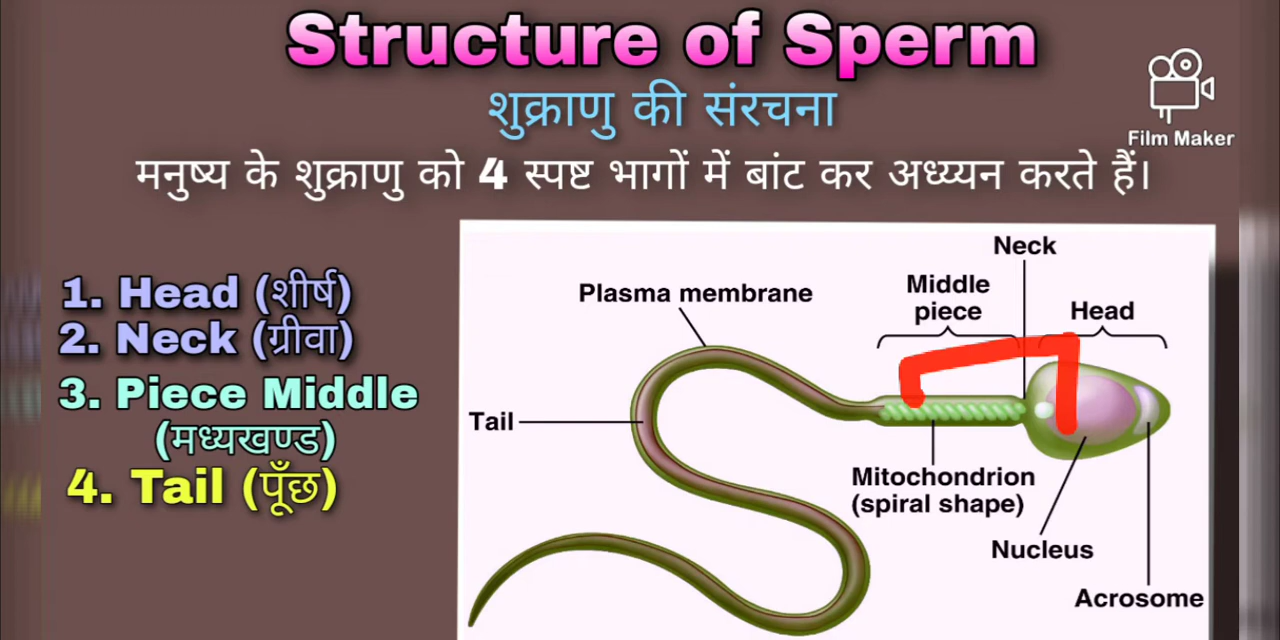 Structure of Sperm
शुक्राणु की संरचना
Film Maker
मनुष्य के शुक्राणु को 4 स्पष्ट भागों में बांट कर अध्य्यन करते हैं।
1. Head (शीर्ष)
2. Neck (ग्रीवा)
3. Piece Middle
(मध्यखण्ड)
4. Tail (पूँछ)
Neck
Plasma membrane
Middle
piece
Head
Tail
Mitochondrion
(spiral shape)
Nucleus
Acrosome